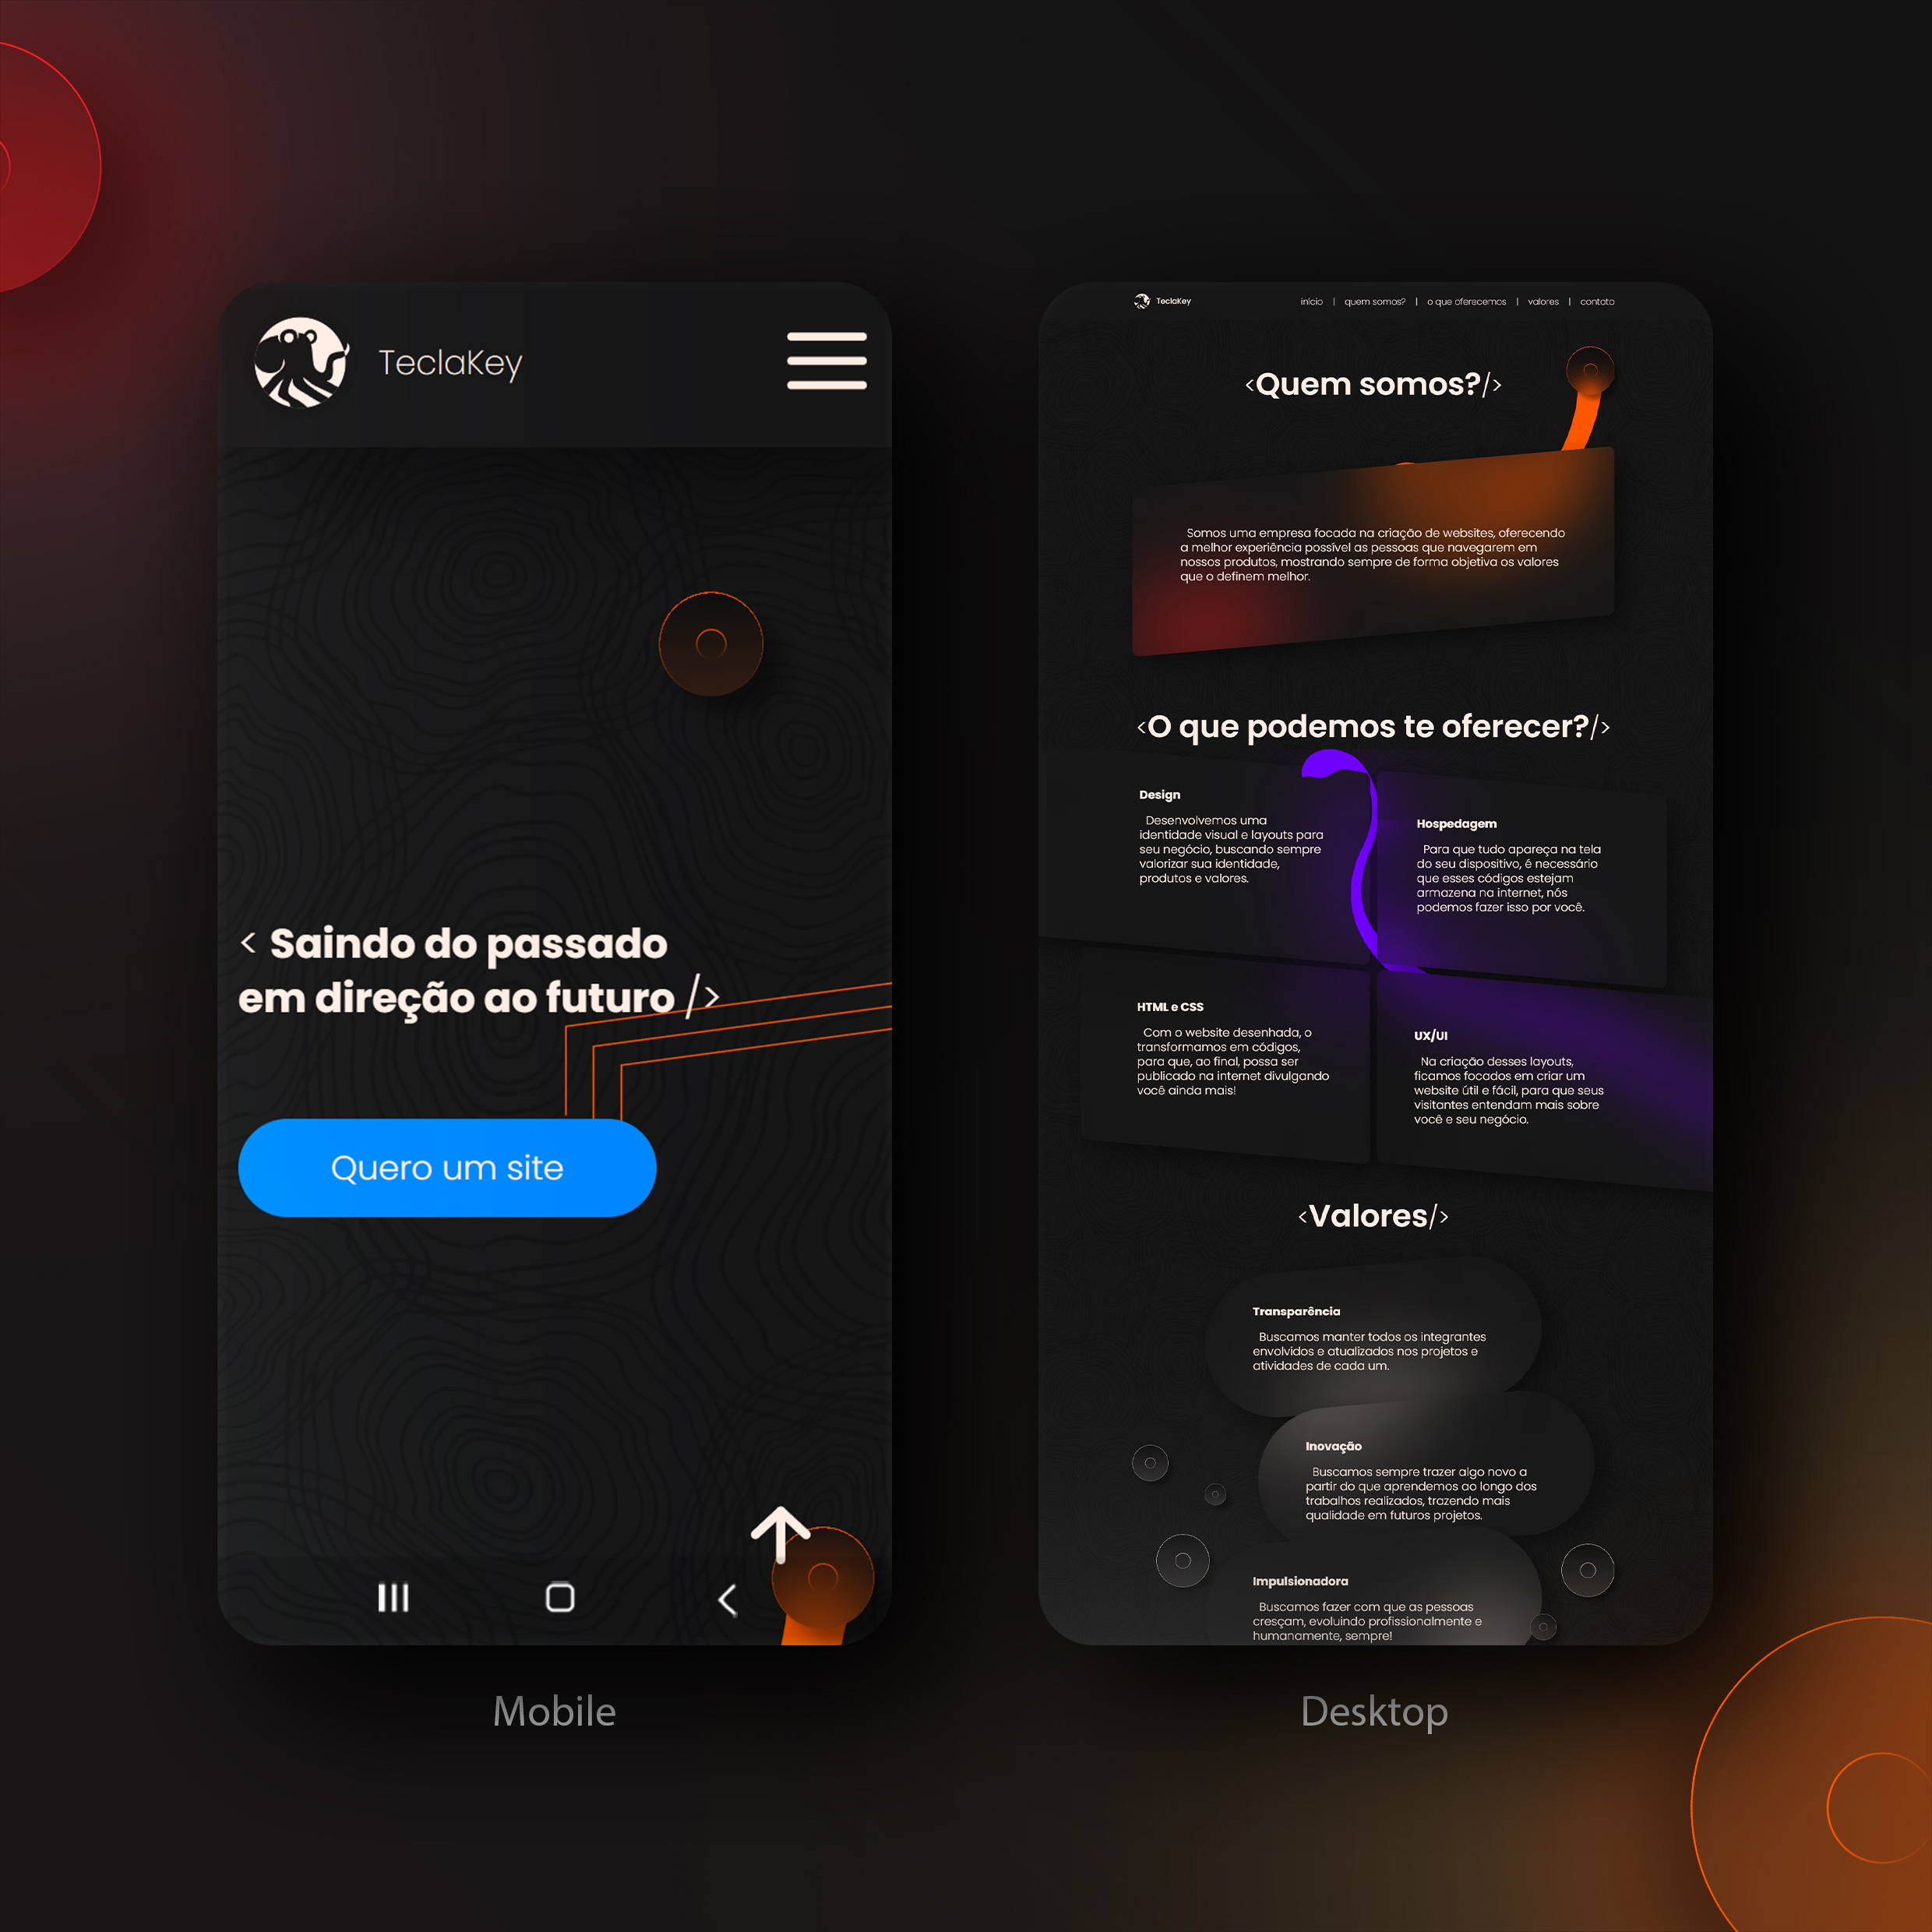 TeclaKey
< Saindo do passado
em direção ao futuro />
Quero um site
Mobile
TeclaKey
início | quem somos? | o que oferecemos | valores | contato
<Quem somos?/>
Somos uma empresa focada na criação de websites, oferecendo
a melhor experiência possível as pessoas que navegarem em
nossos produtos, mostrando sempre de forma objetiva os valores
que o definem melhor.
<O que podemos te oferecer?/>
Design
Desenvolvemos uma
identidade visual e layouts para
seu negócio, buscando sempre
valorizar sua identidade,
produtos e valores.
Hospedagem
Para que tudo apareça na tela
do seu dispositivo, é necessário
que esses códigos estejam
armazena na internet, nós
podemos fazer isso por você.
HTML e CSS
Com o website desenhada, o
transformamos em códigos,
para que, ao final, possa ser
publicado na internet divulgando
você ainda mais!
UX/UI
Na criação desses layouts,
ficamos focados em criar um
website útil e fácil, para que seus
visitantes entendam mais sobre
você e seu negócio.
<Valores/>
Transparência
Buscamos manter todos os integrantes
envolvidos e atualizados nos projetos e
atividades de cada um.
Inovação
Buscamos sempre trazer algo novo a
partir do que aprendemos ao longo dos
trabalhos realizados, trazendo mais
qualidade em futuros projetos.
Impulsionadora
Buscamos fazer com que as pessoas
cresçam, evoluindo profissionalmente e
humanamente, sempre!
Desktop